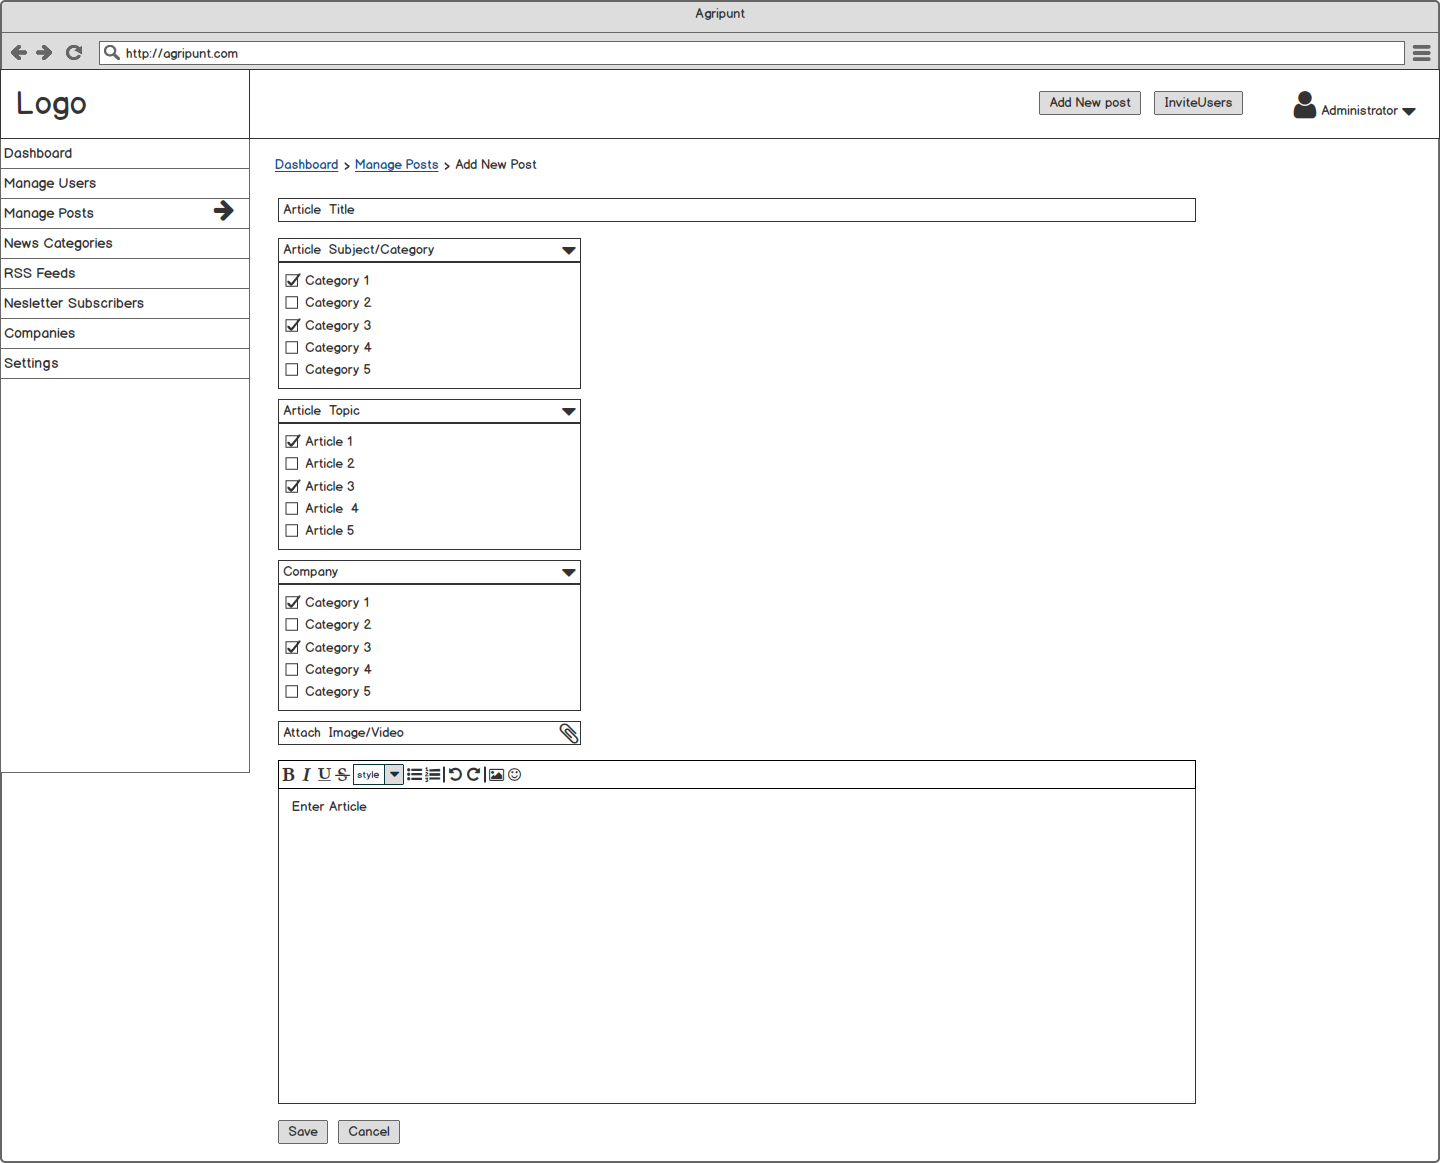 Agripunt
http://agripunt.com
Logo
Add New post
InviteUsers
Administrator
Dashboard
Manage Users
Manage Posts
News Categories
RSS Feeds
Nesletter Subscribers
Companies
Settings
Dashboard > Manage Posts > Add New Post
Article Title
Article Subject/Category
Category 1
Category 2
Category 3
Category 4
Category 5
Article Topic
Article 1
Article 2
Article 3
Article 4
Article 5
Company
Category 1
Category 2
Category 3
Category 4
Category 5
Attach Image/Video
B I U S style
Enter Article
Save
Cancel